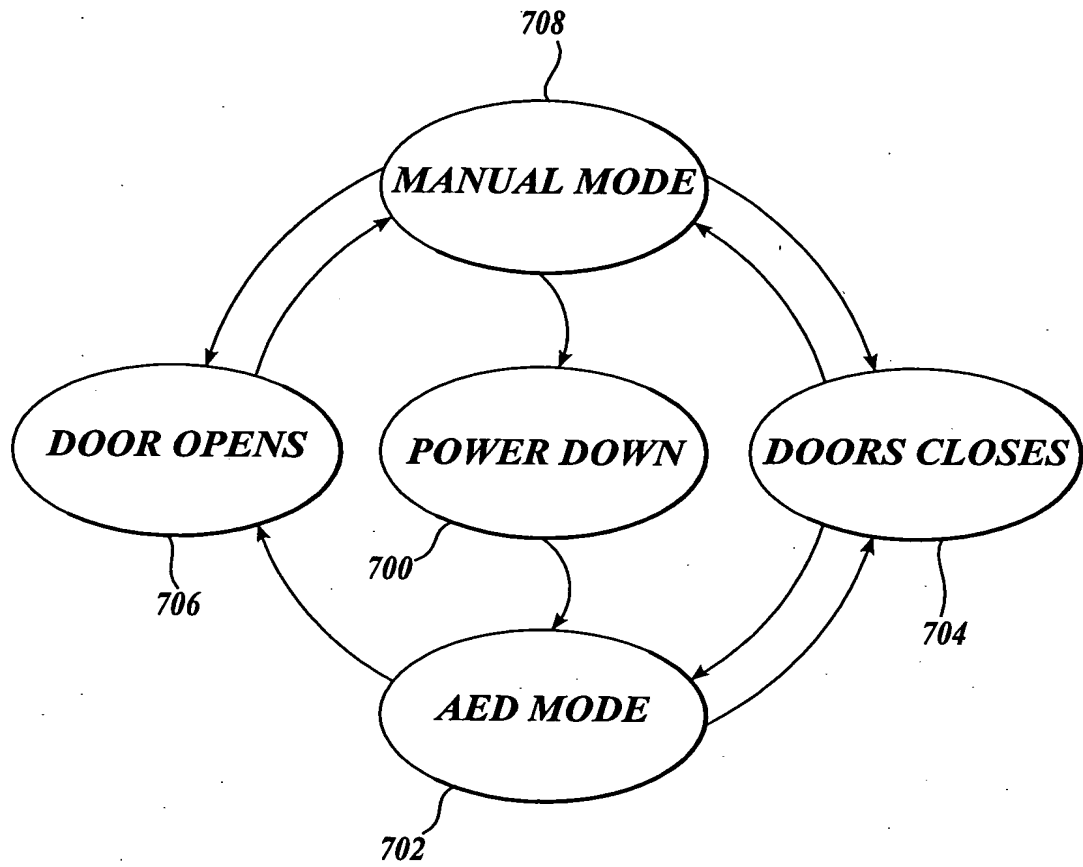 708
MANUAL MODE
DOOR OPENS
POWER DOWN
DOORS CLOSES
700
706
704
AED MODE
702